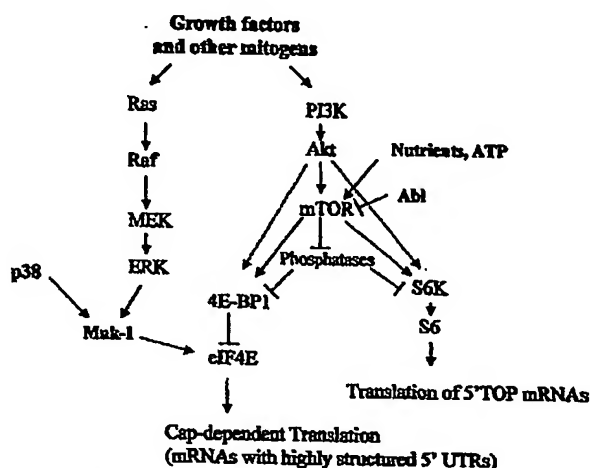 Growth factors
and other mitogens
Ras
PI3K
Raf
Akt
Nutrients, ATP
mTOR
Abl
MEK
Phosphatases
ERK
p38
4E-BP1
S6K
Mnk-1
eIF4E
S6
Translation of 5'TOP mRNAs
Cap-dependent Translation
(mRNAs with highly structured 5' UTRs)